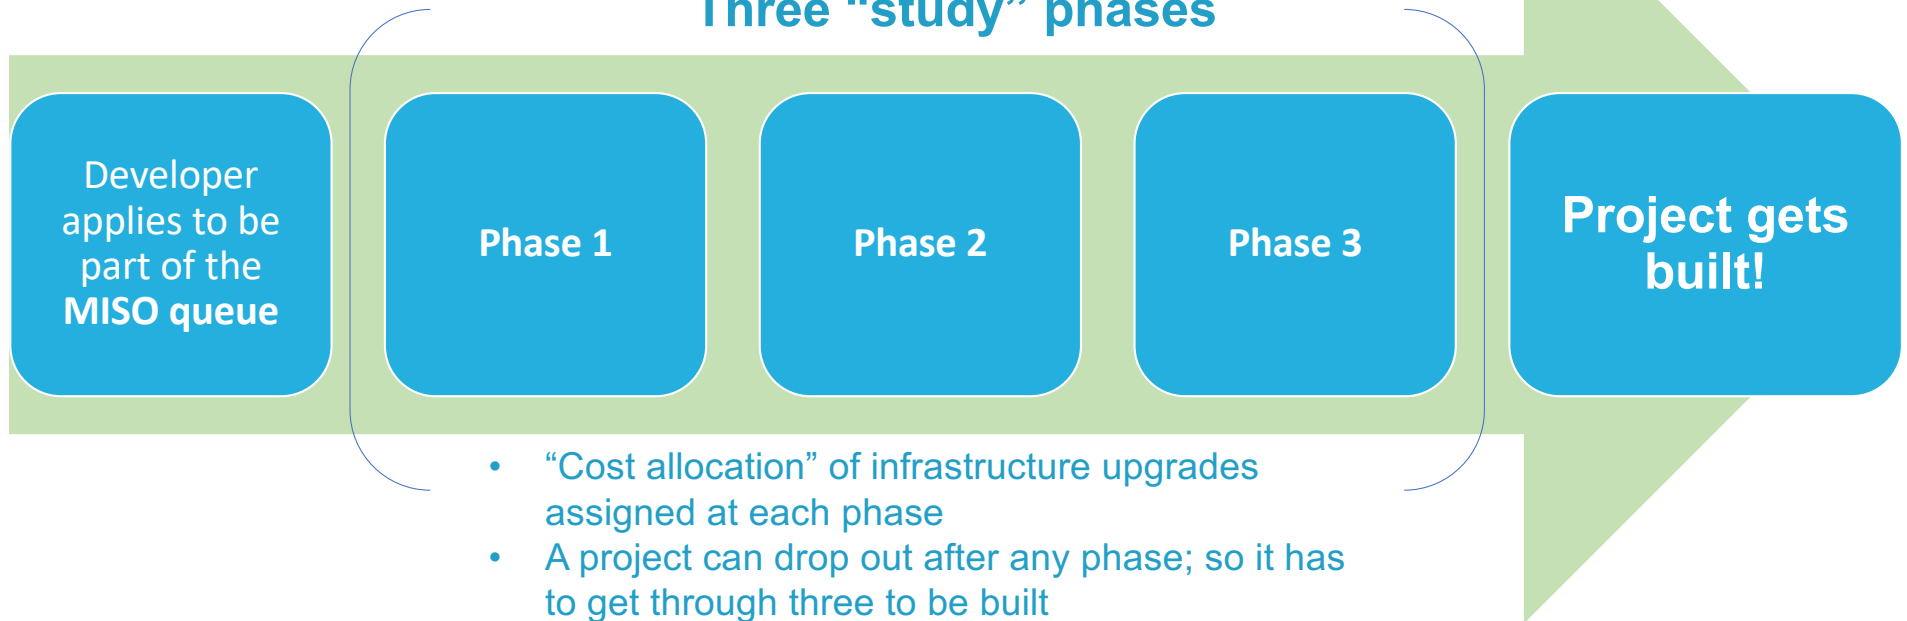 Three “study” phases
Developer
applies to be
part of the
MISO queue
Phase 1
Phase 2
Phase 3
Project gets
built!
• “Cost allocation” of infrastructure upgrades
assigned at each phase
• A project can drop out after any phase; so it has
to get through three to be built